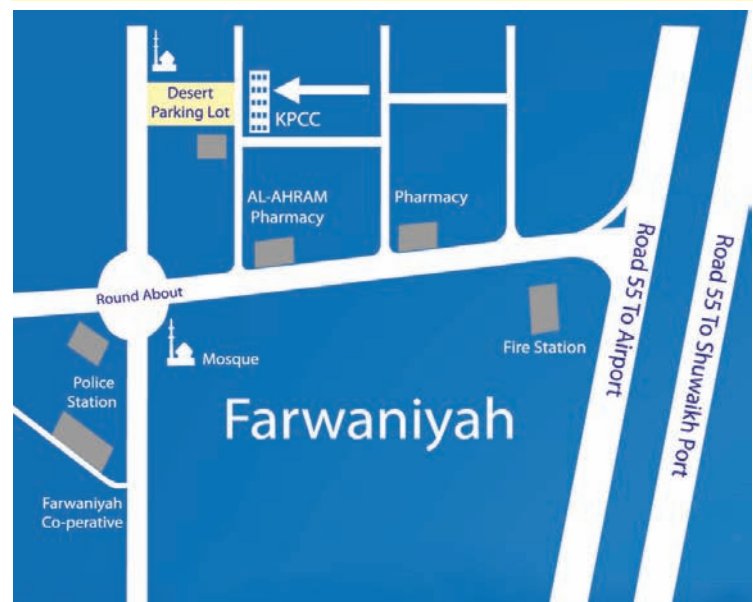 Desert
Parking Lot
KPCC
AL-AHRAM
Pharmacy
Pharmacy
Round About
Mosque
Fire Station
Road 55 To Airport
Road 55 To Shuwaikh Port
Police
Station
Farwaniyah
Farwaniyah
Co-perative